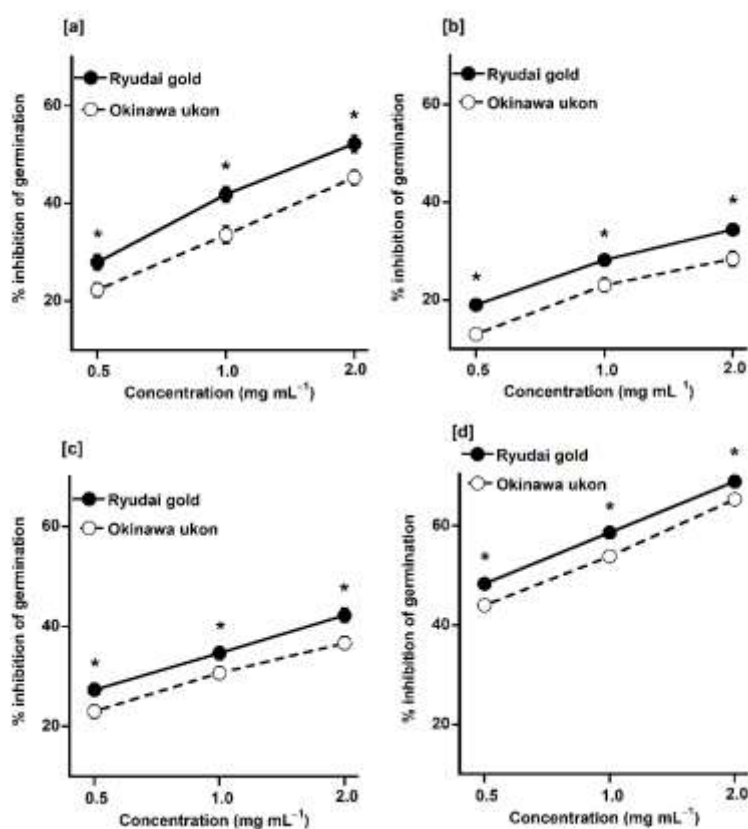 [a]
Ryudai gold
Okinawa ukon
% inhibition of germination
60
40
20
*
*
*
0.5 1.0 2.0
Concentration (mg mL⁻¹)
[b]
Ryudai gold
Okinawa ukon
% inhibition of germination
60
40
20
*
*
*
0.5 1.0 2.0
Concentration (mg mL ¹)
[c]
Ryudai gold
Okinawa ukon
% inhibition of germination
60
40
20
*
*
*
0.5 1.0 2.0
Concentration (mg mL⁻¹)
[d]
Ryudai gold
Okinawa ukon
% inhibition of germination
60
40
20
*
*
*
0.5 1.0 2.0
Concentration (mg mL⁻¹)